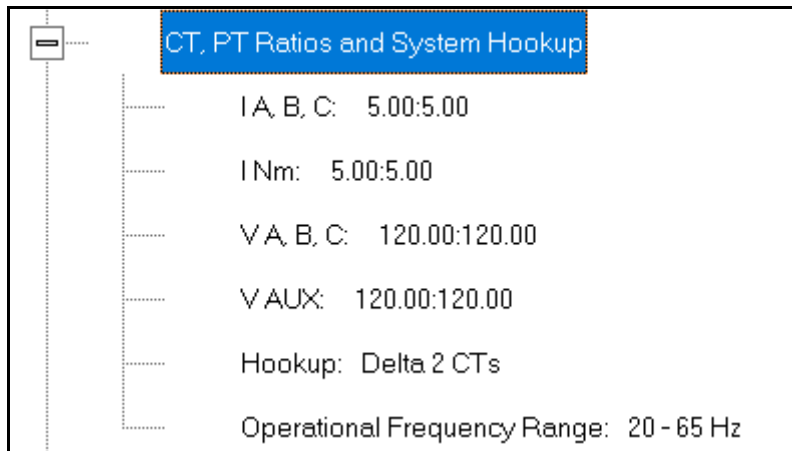 CT, PT Ratios and System Hookup
I A, B, C: 5.00:5.00
I Nm: 5.00:5.00
V A, B, C: 120.00:120.00
V AUX: 120.00:120.00
Hookup: Delta 2 CTs
Operational Frequency Range: 20 - 65 Hz